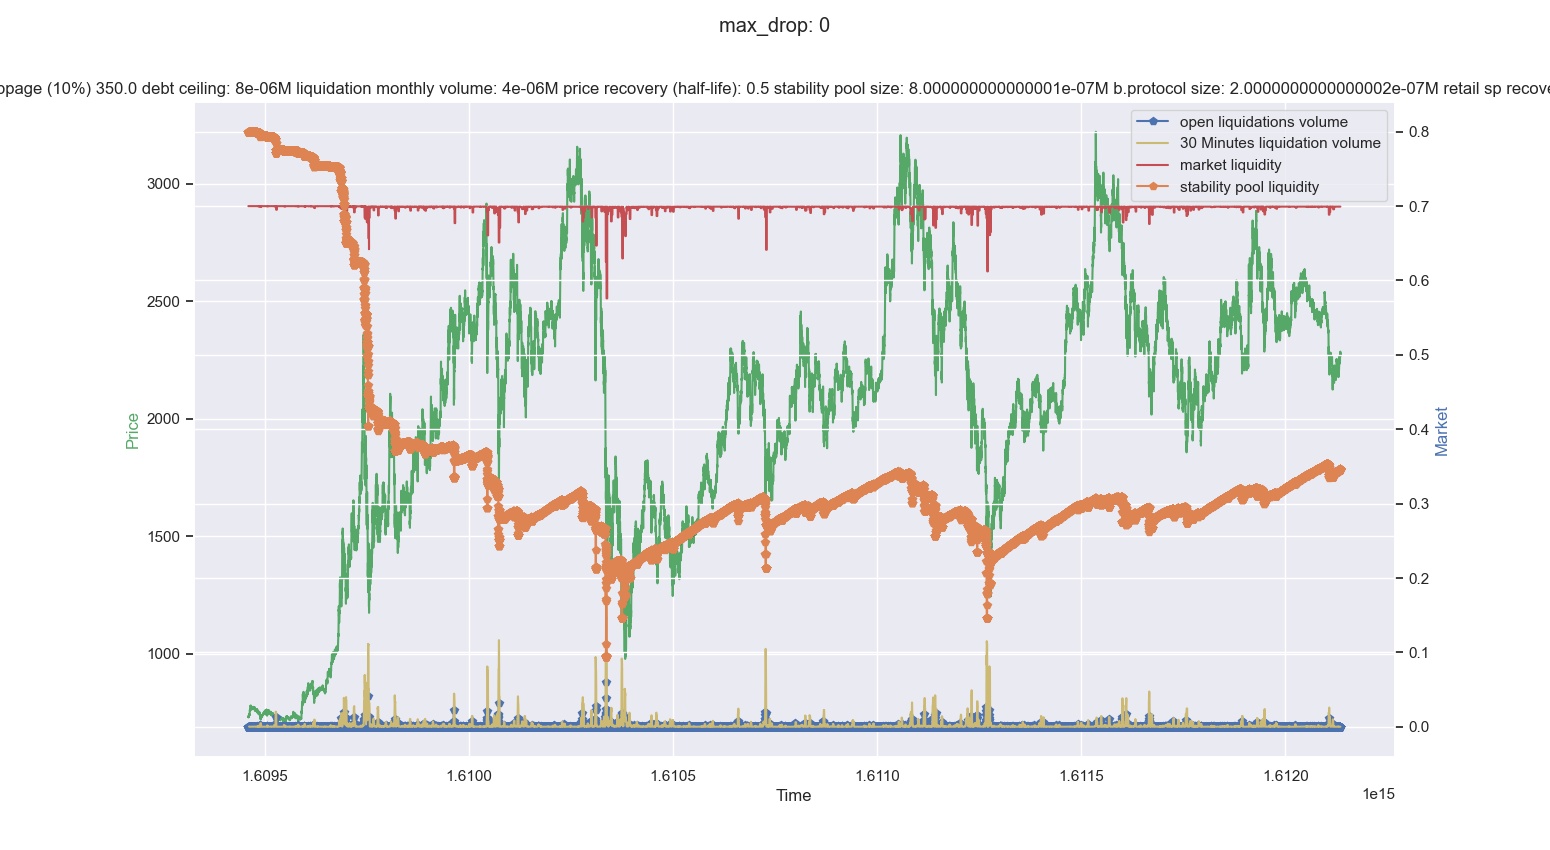 max_drop: 0
(10%) 350.0 debt ceiling: 8e-06M liquidation monthly volume: 4e-06M price recovery (half-life): 0.5 stability pool size: 8.000000000000001e-07M b.protocol size: 2.0000000000000002e-07M retail sp
open liquidations volume
30 Minutes liquidation volume
market liquidity
stability pool liquidity
3000
2500
2000
1500
1000
Price
0.8
0.7
0.6
0.5
0.4
0.3
0.2
0.1
0.0
Market
1.6095 1.6100 1.6105 1.6110 1.6115 1.6120
Time
1e15